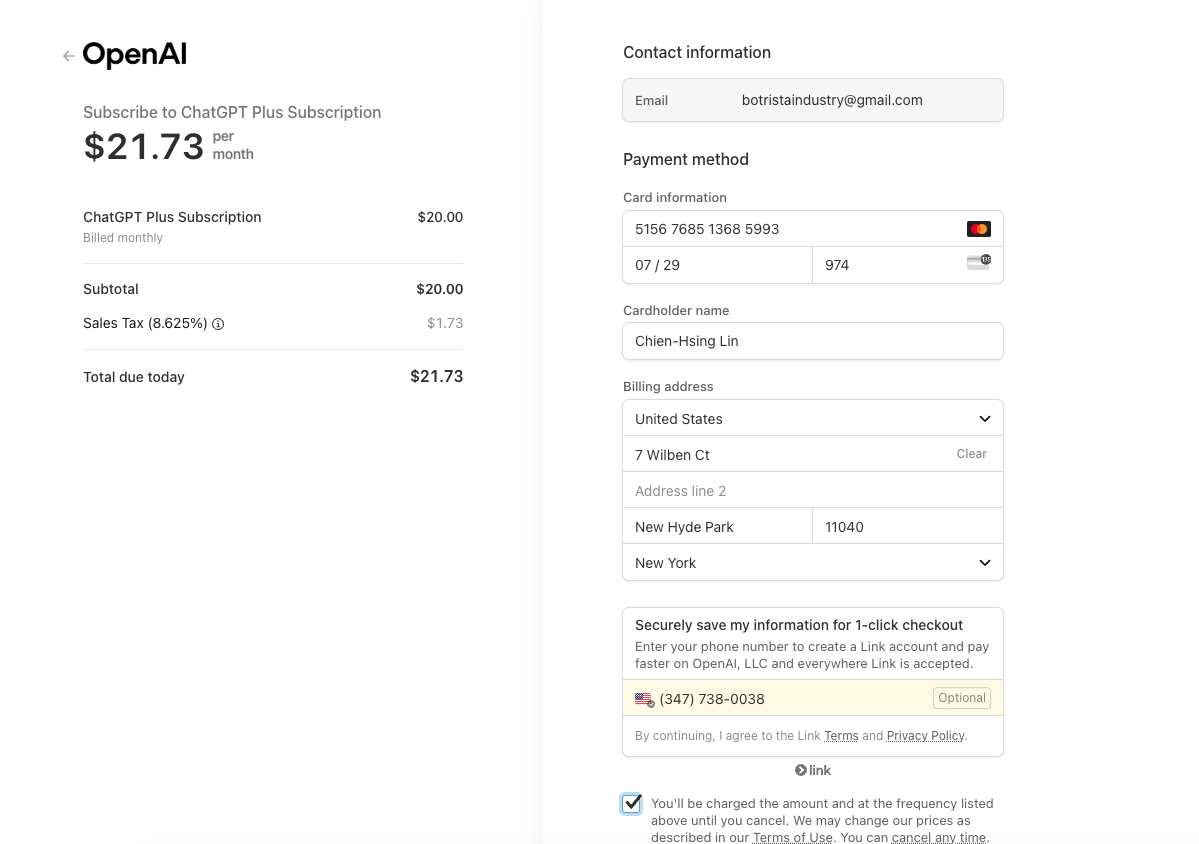 OpenAI
Subscribe to ChatGPT Plus Subscription
$21.73 per
month
ChatGPT Plus Subscription $20.00
Billed monthly
Subtotal $20.00
Sales Tax (8.625%) $1.73
Total due today $21.73
Contact information
Email botristaindustry@gmail.com
Payment method
Card information
5156 7685 1368 5993
07 / 29 974
Cardholder name
Chien-Hsing Lin
Billing address
United States
7 Wilben Ct Clear
Address line 2
New Hyde Park 11040
New York
Securely save my information for 1-click checkout
Enter your phone number to create a Link account and pay
faster on OpenAI, LLC and everywhere Link is accepted.
(347) 738-0038 Optional
By continuing, I agree to the Link Terms and Privacy Policy.
link
You'll be charged the amount and at the frequency listed
above until you cancel. We may change our prices as
described in our Terms of Use. You can cancel any time.